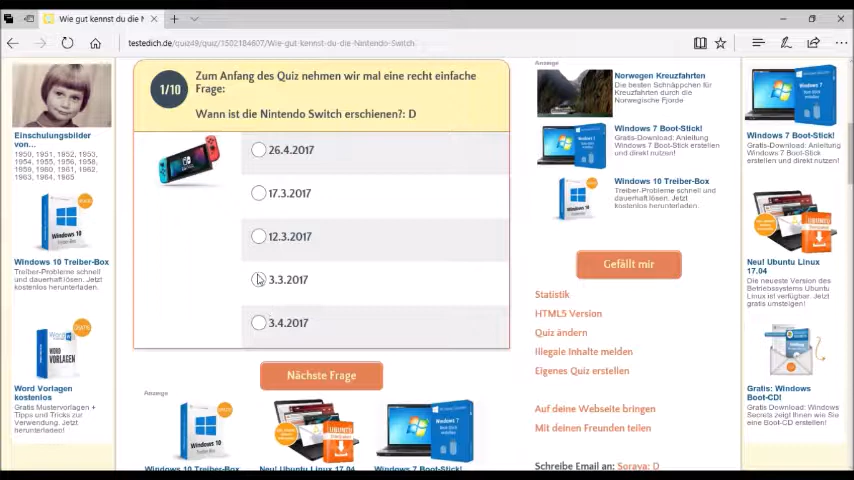 Wie gut kennst du die N
testedich.de/quiz49/quiz/1502184607/Wie-gut-kennst-du-die-Nintendo-Switch
Einschulungsbilder
von...
1950, 1951, 1952, 1953,
1954, 1955, 1956, 1958,
1959, 1960, 1961, 1962,
1963, 1964, 1965
Windows 10 Treiber-Box
Treiber-Probleme schnell
und dauerhaft lösen. Jetzt
kostenlos herunterladen.
Word Vorlagen
kostenlos
Gratis Mustervorlagen +
Tipps und Tricks zur
Verwendung. Jetzt
herunterladen!
1/10
Zum Anfang des Quiz nehmen wir mal eine recht einfache
Frage:
Wann ist die Nintendo Switch erschienen?: D
26.4.2017
17.3.2017
12.3.2017
3.3.2017
3.4.2017
Nächste Frage
Anzeige
Windows 10 Treiber-Box
Neu! Ubuntu Linux 17.04
Windows 7 Boot-Stick!
Anzeige
Norwegen Kreuzfahrten
Die besten Schnäppchen für
Kreuzfahrten durch die
Norwegische Fjorde
Windows 7 Boot-Stick!
Gratis-Download: Anleitung
Boot-Stick erstellen
und direkt nutzen!
Windows 10 Treiber-Box
Treiber-Probleme schnell und
dauerhaft lösen. Jetzt kostenlos
herunterladen.
Gefällt mir
Statistik
HTML5 Version
Quiz ändern
Illegale Inhalte melden
Eigenes Quiz erstellen
Auf deine Webseite bringen
Mit deinen Freunden teilen
Schreibe Email an: Soraya: D
Windows 7 Boot-Stick!
Gratis-Download: Anleitung
Boot-Stick
erstellen und direkt nutzen!
Neu! Ubuntu Linux
17.04
Die neueste Version des
Betriebssystems Ubuntu
Linux ist verfügbar. Jetzt
gratis umsteigen!
Gratis: Windows
Boot-CD!
Gratis Download: Windows
Secrets zeigt Ihnen wie Sie
eine Boot-CD erstellen!